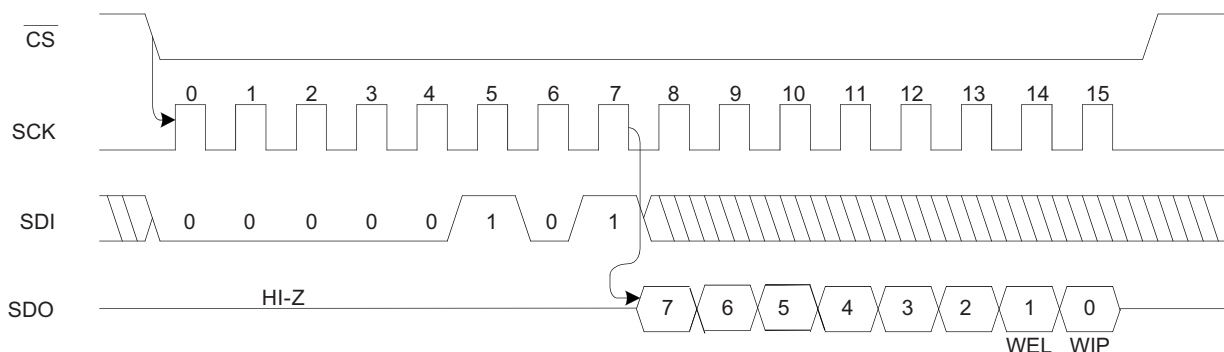 CS
0 1 2 3 4 5 6 7 8 9 10 11 12 13 14 15
SCK
SDI 0 0 0 0 0 1 0 1
HI-Z
SDO 7 6 5 4 3 2 1 0
WEL WIP